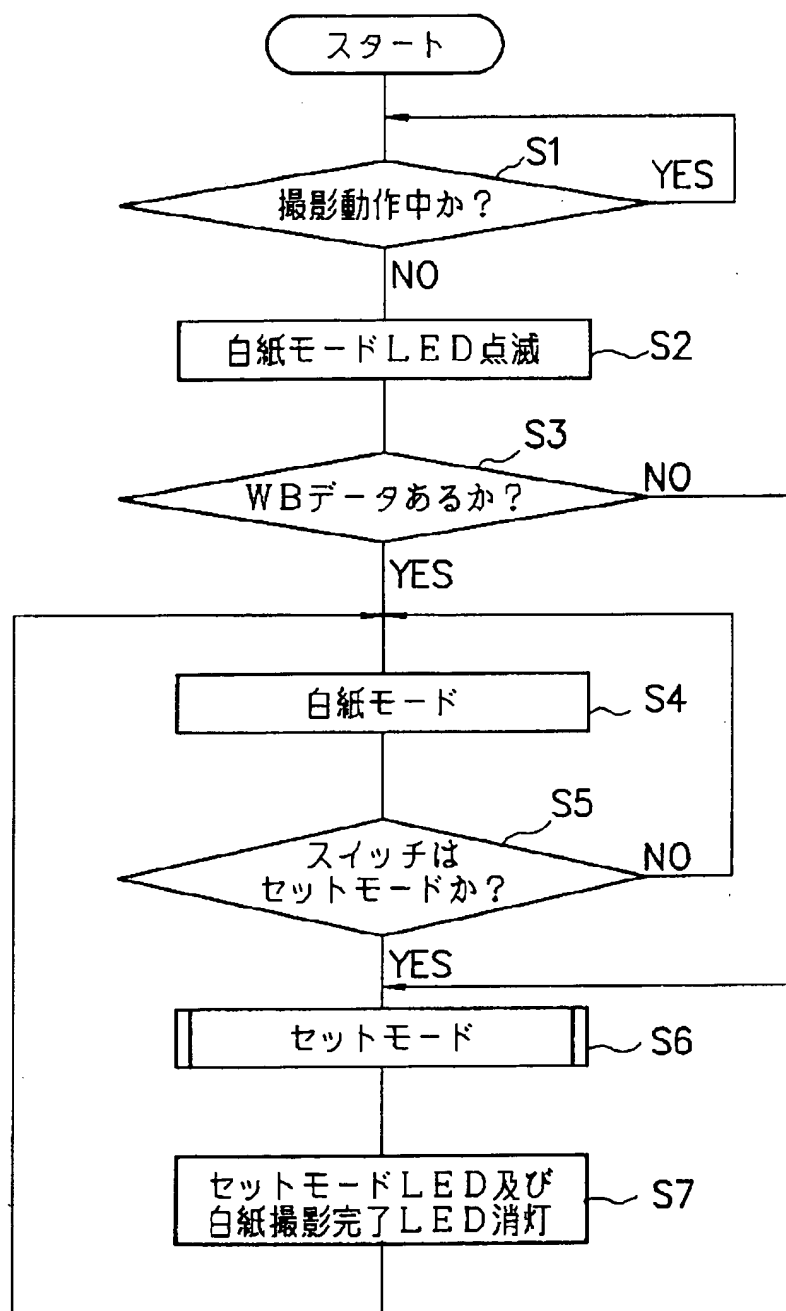 スタート
S1
YES
撮影動作中か？
NO
白紙モードＬＥＤ点滅
S2
S3
NO
ＷＢデータあるか？
YES
白紙モード
S4
S5
スイッチは
セットモードか？
NO
YES
セットモード
S6
セットモードＬＥＤ及び
白紙撮影完了ＬＥＤ消灯
S7